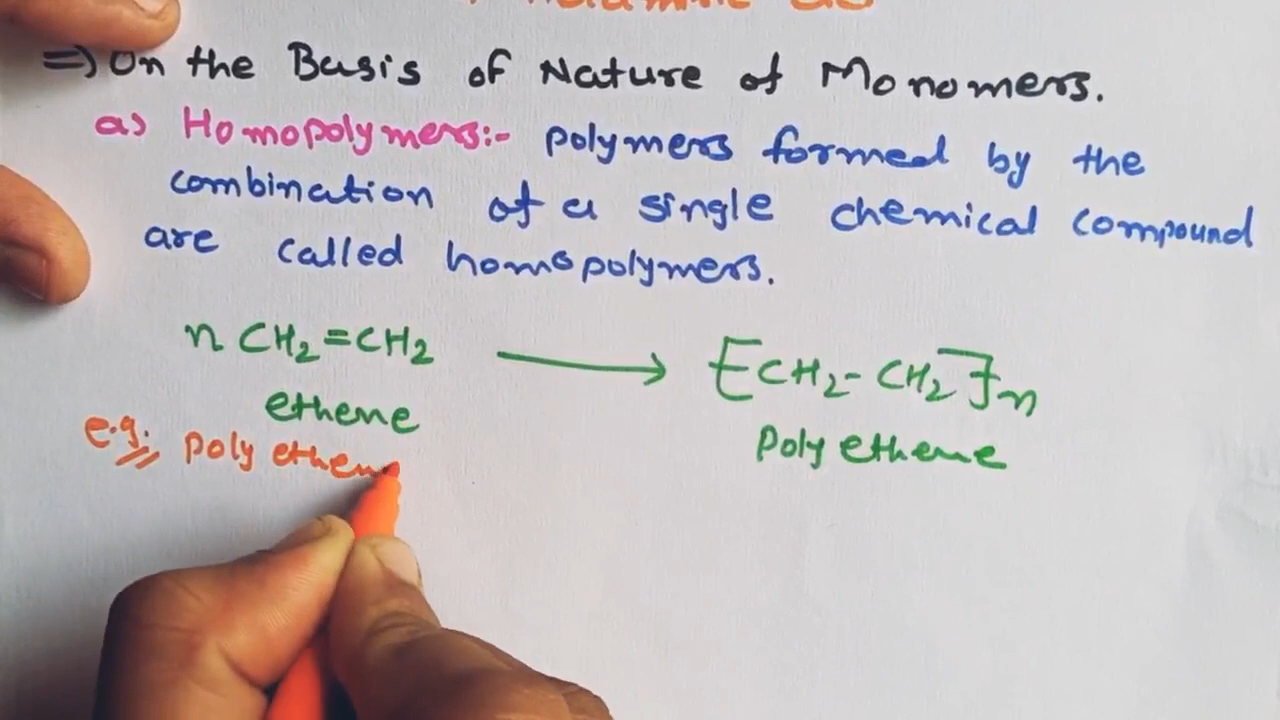 =) On the Basis of Nature of Monomers.
a) Homopolymers:- polymers formed by the
combination of a single chemical compound
are called homopolymers.
n CH₂=CH₂ ⟶ [CH₂-CH₂]n
ethene Poly ethene
e.g. poly ethen